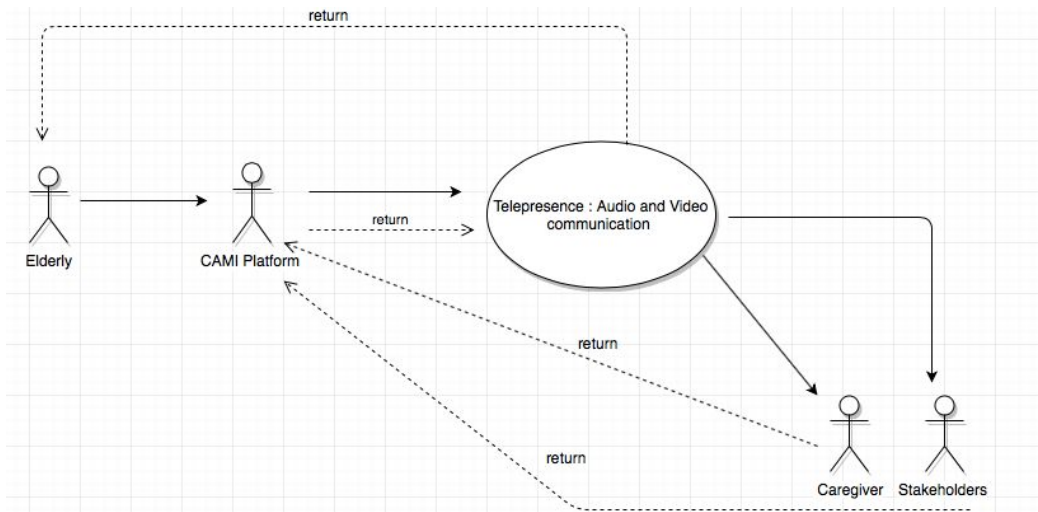 return
Telepresence : Audio and Video
communication
return
Elderly
CAMI Platform
return
return
Caregiver
Stakeholders